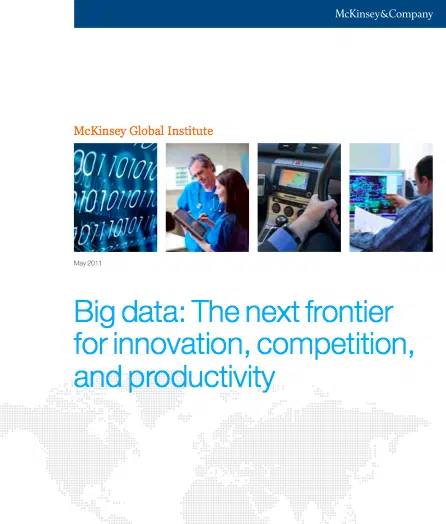 McKinsey&Company
McKinsey Global Institute
May 2011
Big data: The next frontier
for innovation, competition,
and productivity